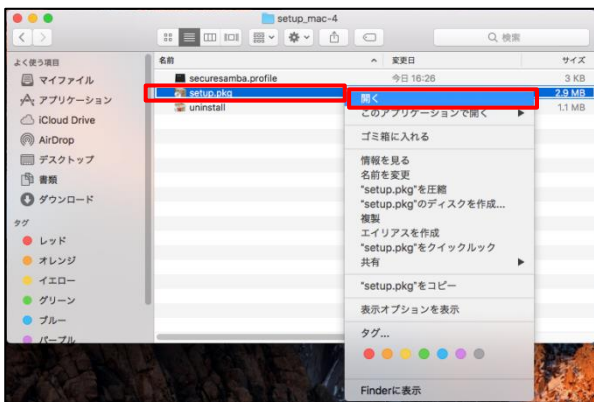 setup_mac-4
検索
よく使う項目
マイファイル
アプリケーション
iCloud Drive
AirDrop
デスクトップ
書類
ダウンロード
タグ
レッド
オレンジ
イエロー
グリーン
ブルー
パープル
名前
変更日
サイズ
securesamba.profile
今日 16:26
3 KB
setup.pkg
2.9 MB
uninstall
1.1 MB
開く
このアプリケーションで開く
ゴミ箱に入れる
情報を見る
名前を変更
"setup.pkg"を圧縮
"setup.pkg"のディスクを作成...
複製
エイリアスを作成
"setup.pkg"をクイックルック
共有
"setup.pkg"をコピー
表示オプションを表示
タグ...
Finderに表示